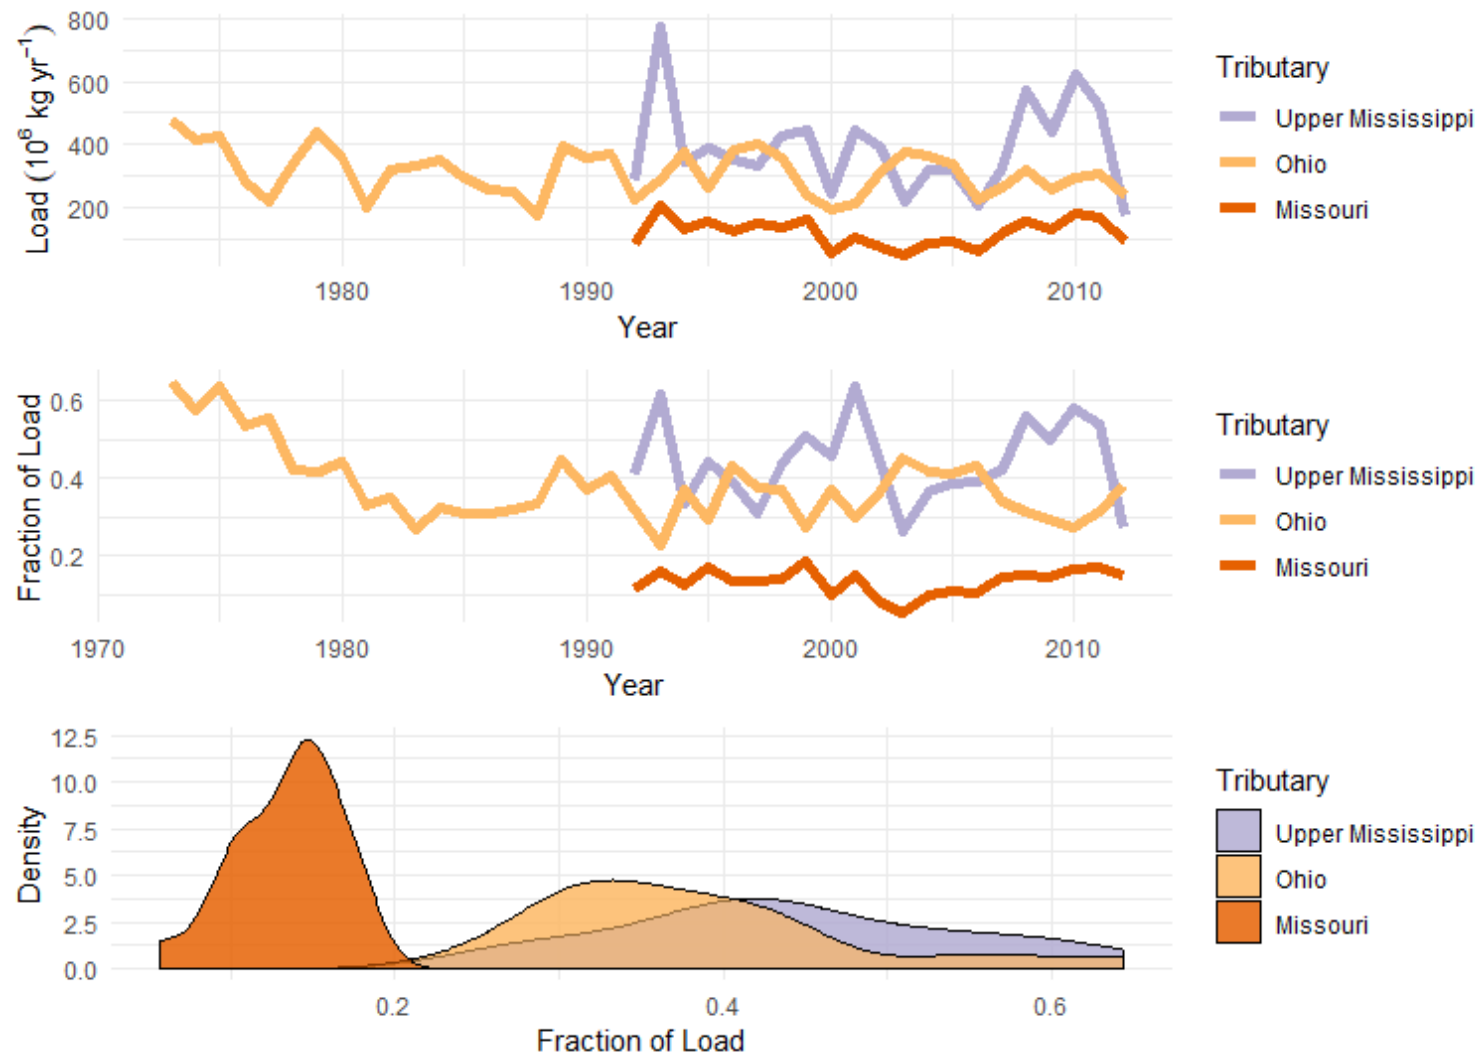 Load (10⁶ kg yr⁻¹)
800
600
400
200
1980 1990 2000 2010
Year
Tributary
Upper Mississippi
Ohio
Missouri
Fraction of Load
0.6
0.4
0.2
1970 1980 1990 2000 2010
Year
Tributary
Upper Mississippi
Ohio
Missouri
Density
12.5
10.0
7.5
5.0
2.5
0.0
0.2 0.4 0.6
Fraction of Load
Tributary
Upper Mississippi
Ohio
Missouri